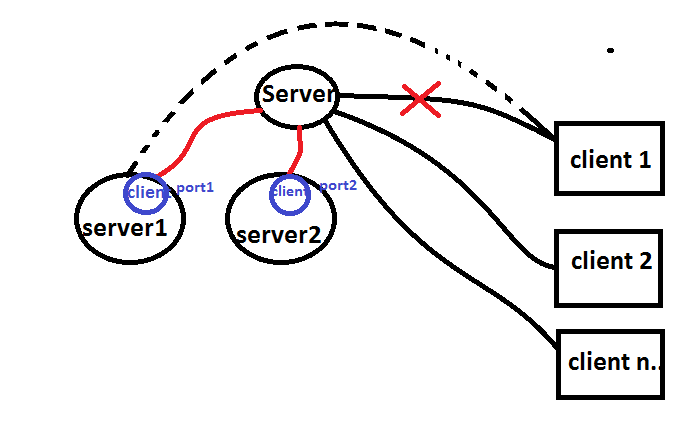 Server
client 1
client
port1
client
port2
server1
server2
client 2
client n..